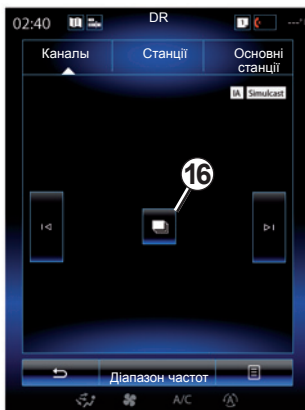 02:40
DR
Каналы
Станції
Основні
станції
IA Simulcast
16
Діапазон частот
A/C